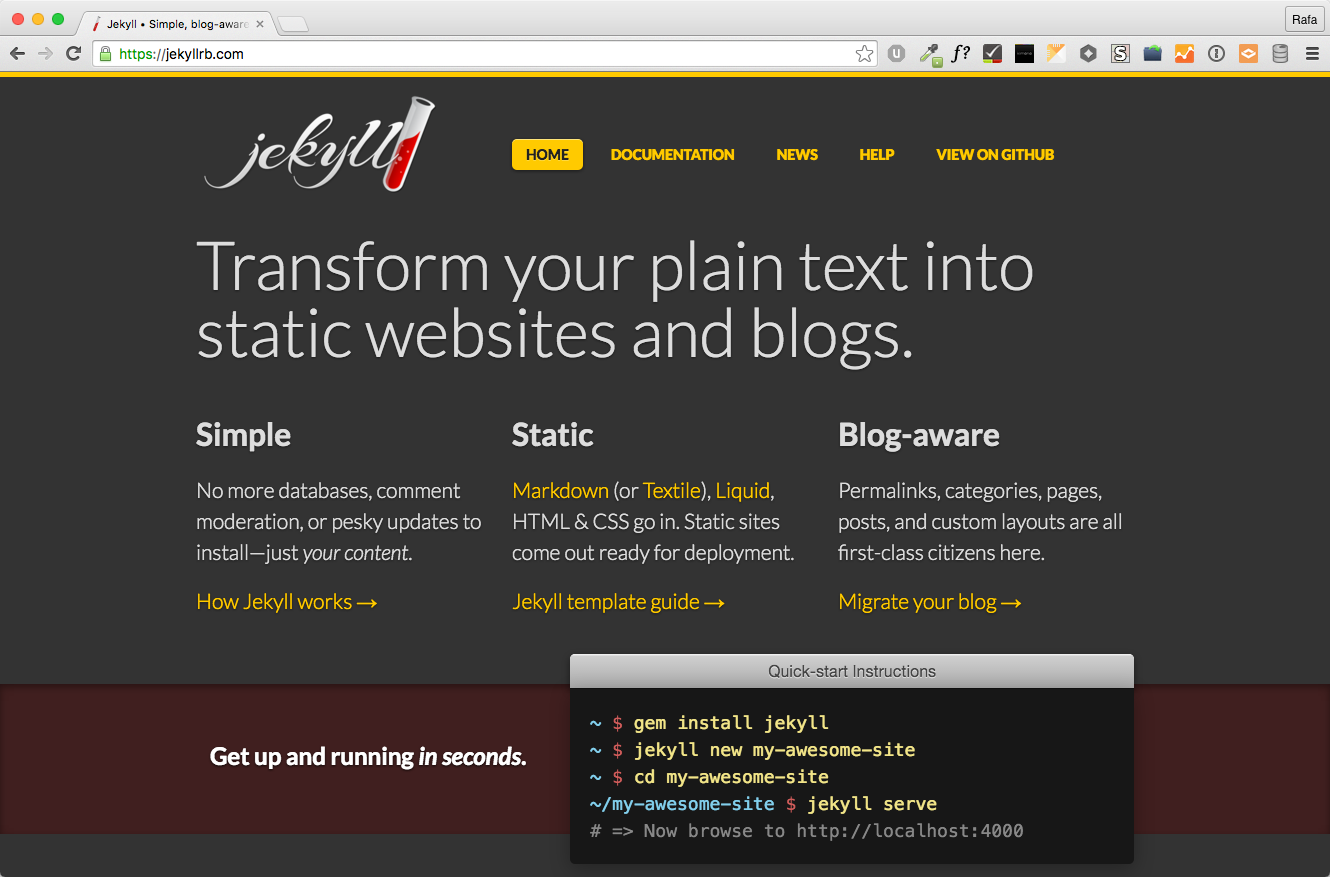 Jekyll • Simple, blog-aware
Rafa
https://jekyllrb.com
jekyll
HOME DOCUMENTATION NEWS HELP VIEW ON GITHUB
Transform your plain text into
static websites and blogs.
Simple
No more databases, comment
moderation, or pesky updates to
install—just your content.
How Jekyll works →
Static
Markdown (or Textile), Liquid,
HTML & CSS go in. Static sites
come out ready for deployment.
Jekyll template guide →
Blog-aware
Permalinks, categories, pages,
posts, and custom layouts are all
first-class citizens here.
Migrate your blog →
Get up and running in seconds.
Quick-start Instructions
~ $ gem install jekyll
~ $ jekyll new my-awesome-site
~ $ cd my-awesome-site
~/my-awesome-site $ jekyll serve
# => Now browse to http://localhost:4000